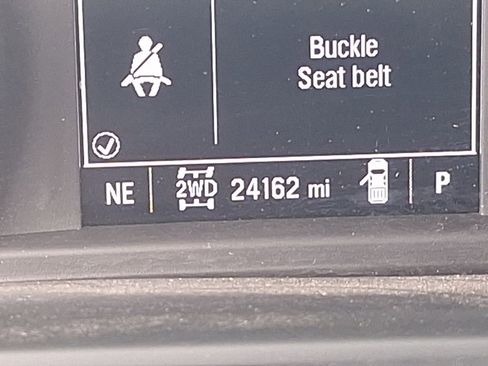 Buckle
Seat belt
NE 2WD 24162 mi P